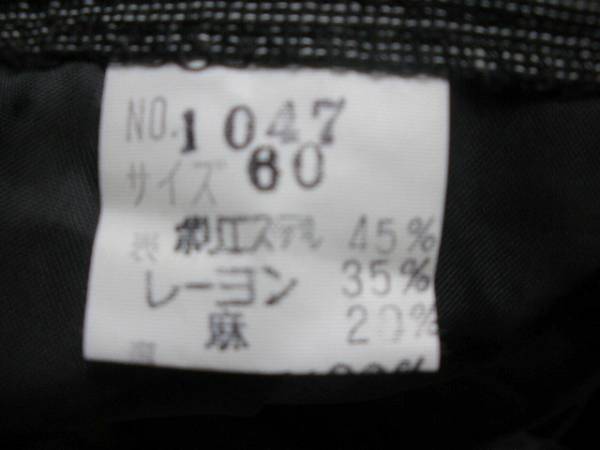 NO.1047
サイズ 60
表 ポリエステル 45%
レーヨン 35%
麻 20%